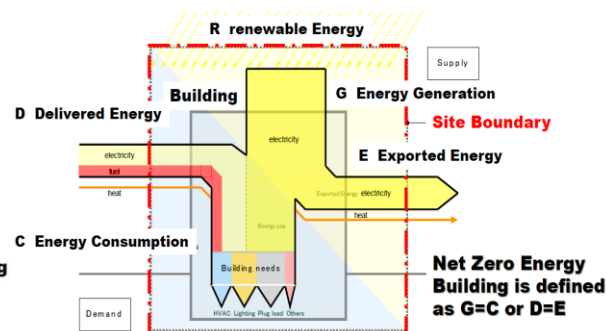 R renewable Energy
Supply
Building
G Energy Generation
D Delivered Energy
Site Boundary
electricity
electricity
E Exported Energy
fuel
heat
Exported Energy electricity
heat
Energy use
C Energy Consumption
Building needs
Net Zero Energy
Building is defined
as G=C or D=E
Demand
HVAC Lighting Plug load Others